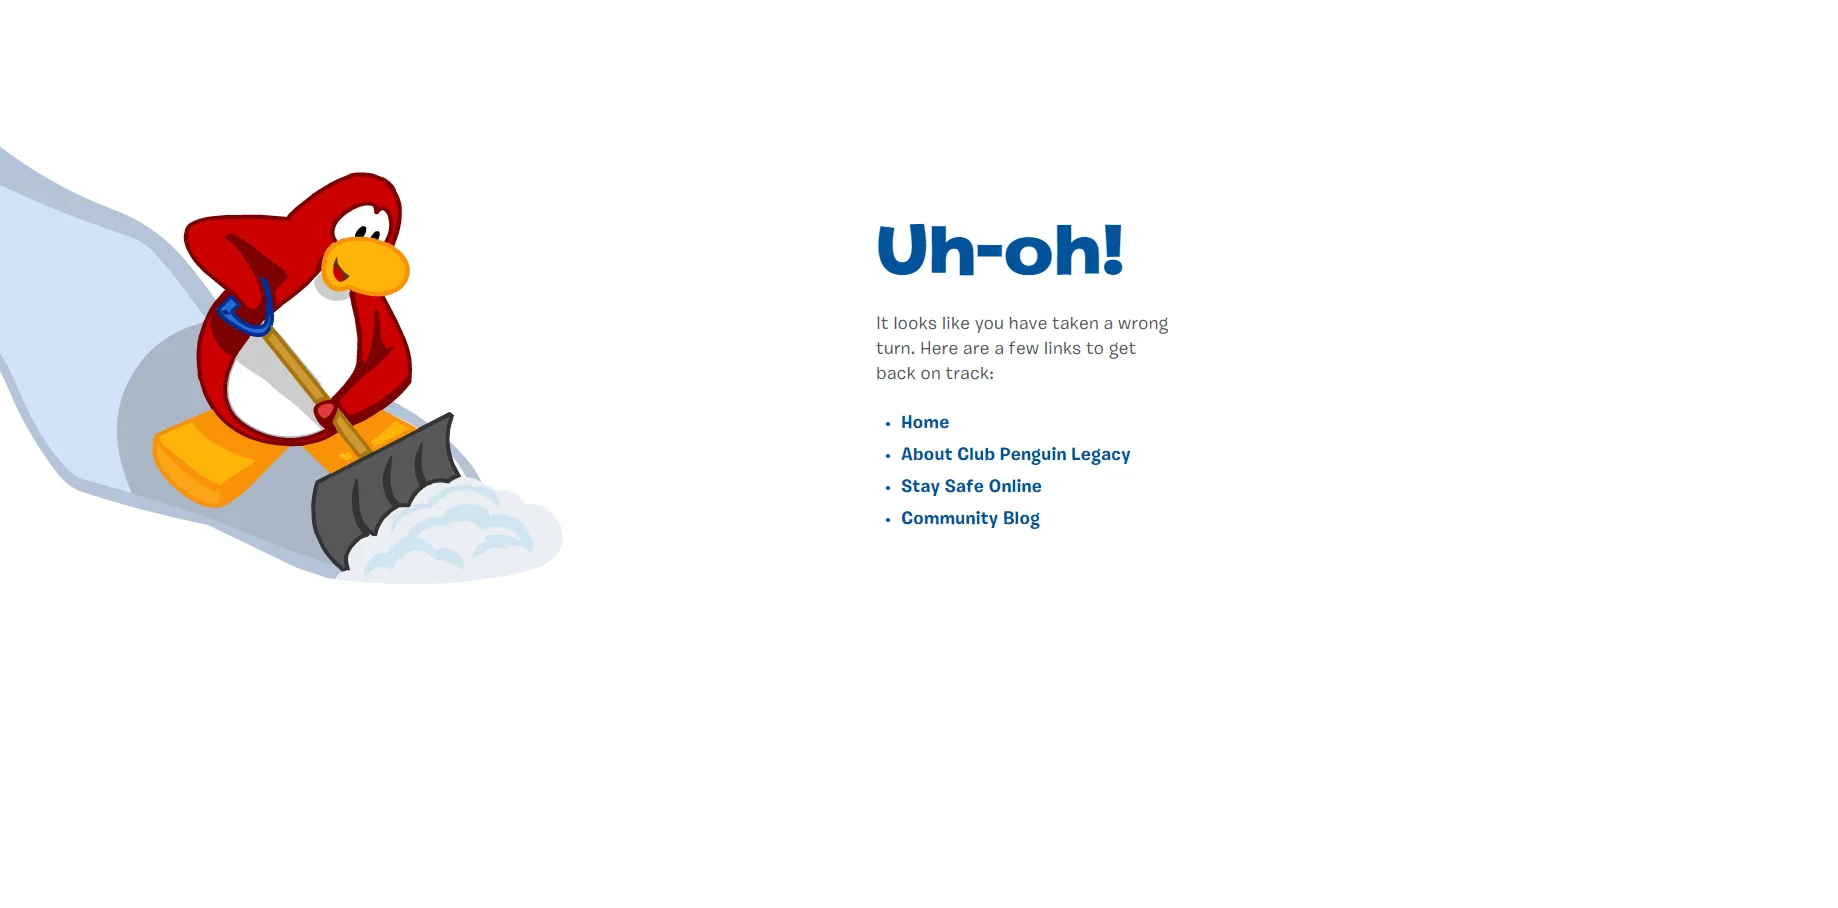 Uh-oh!
It looks like you have taken a wrong
turn. Here are a few links to get
back on track:
• Home
• About Club Penguin Legacy
• Stay Safe Online
• Community Blog